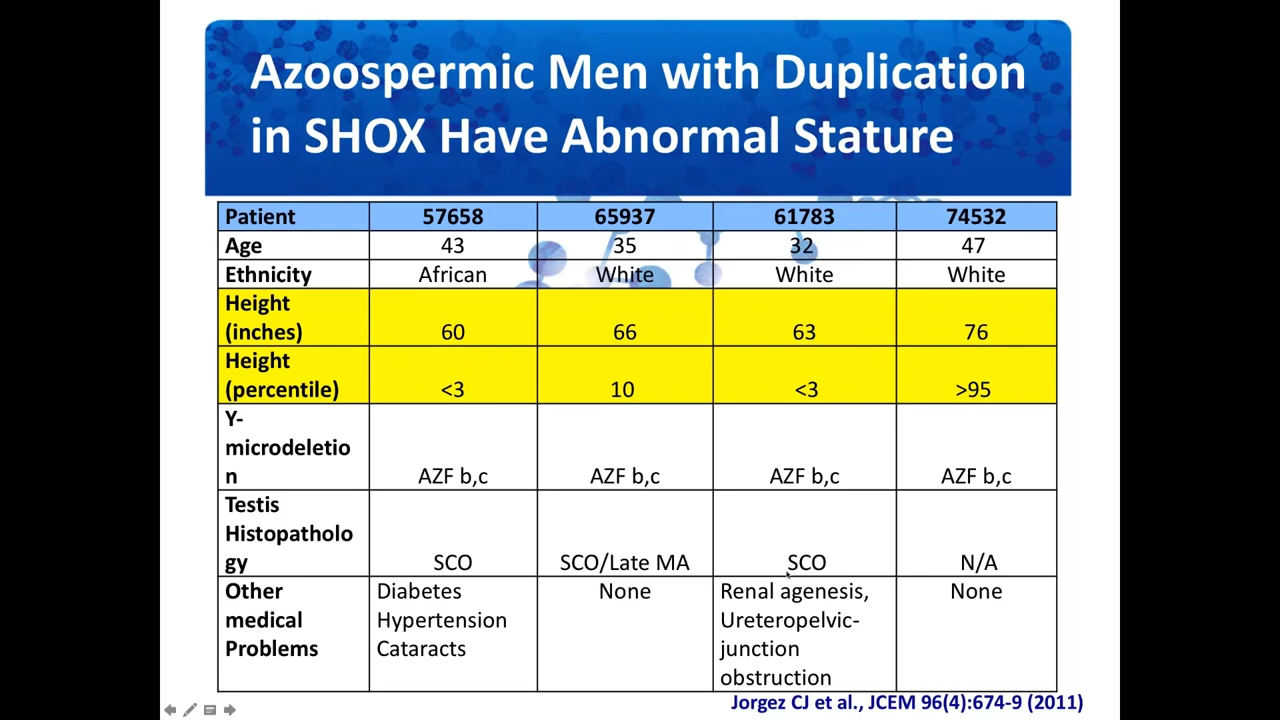 Azoospermic Men with Duplication
in SHOX Have Abnormal Stature
Patient 57658 65937 61783 74532
Age 43 35 32 47
Ethnicity African White White White
Height
(inches) 60 66 63 76
Height
(percentile) <3 10 <3 >95
Y-
microdeletio
n AZF b,c AZF b,c AZF b,c AZF b,c
Testis
Histopatholo
gy SCO SCO/Late MA SCO N/A
Other Diabetes None Renal agenesis, None
medical Hypertension Ureteropelvic-
Problems Cataracts junction
obstruction
Jorgez CJ et al., JCEM 96(4):674-9 (2011)